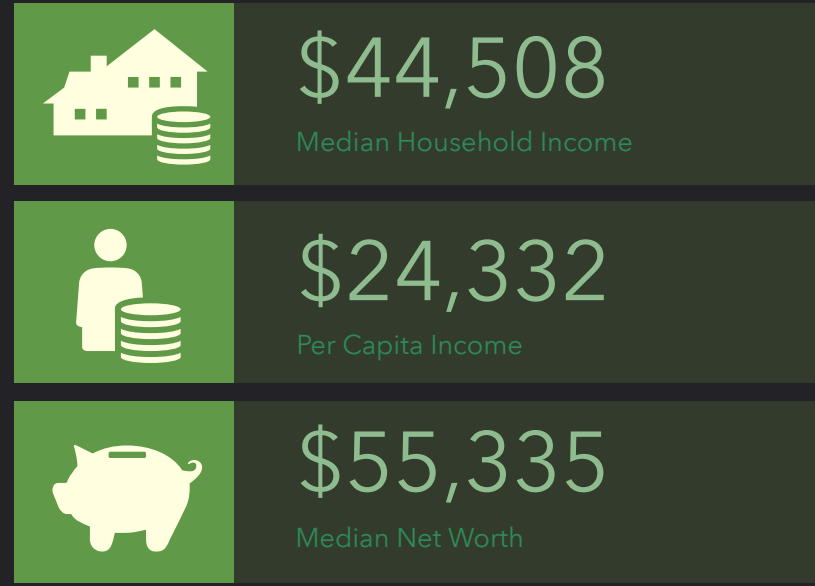 $44,508
Median Household Income
$24,332
Per Capita Income
$55,335
Median Net Worth